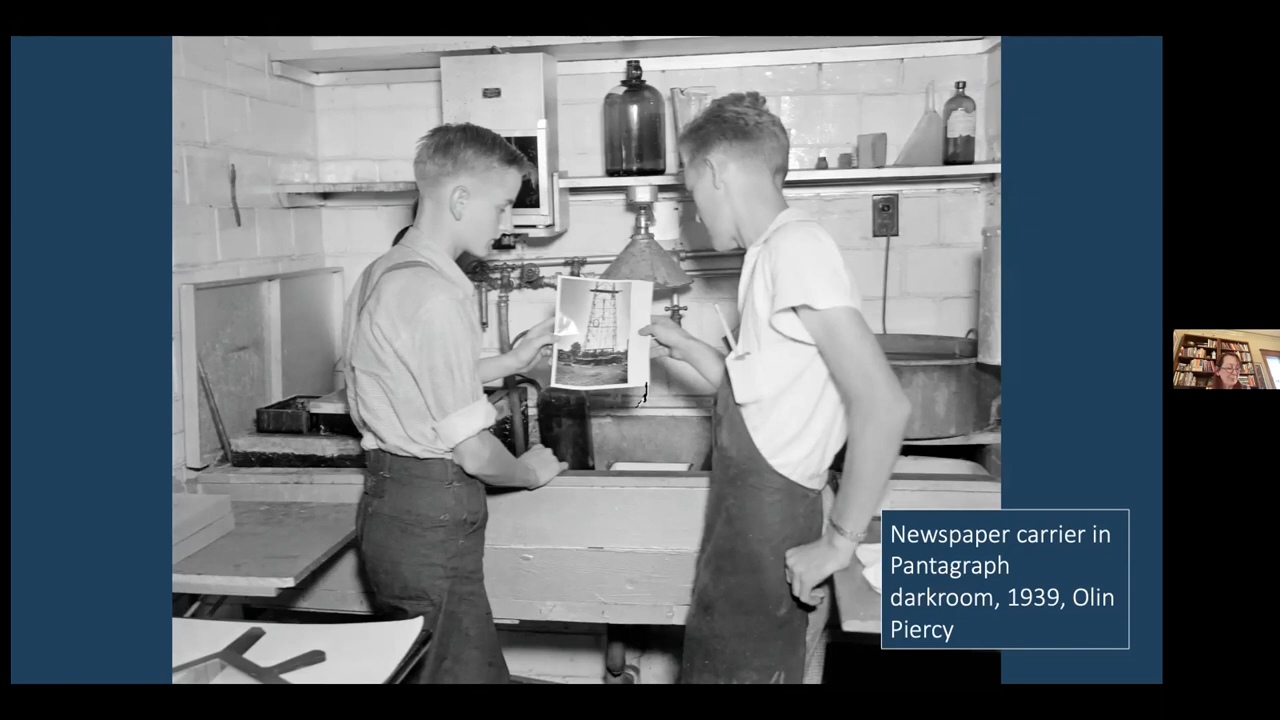 Newspaper carrier in
Pantagraph
darkroom, 1939, Olin
Piercy